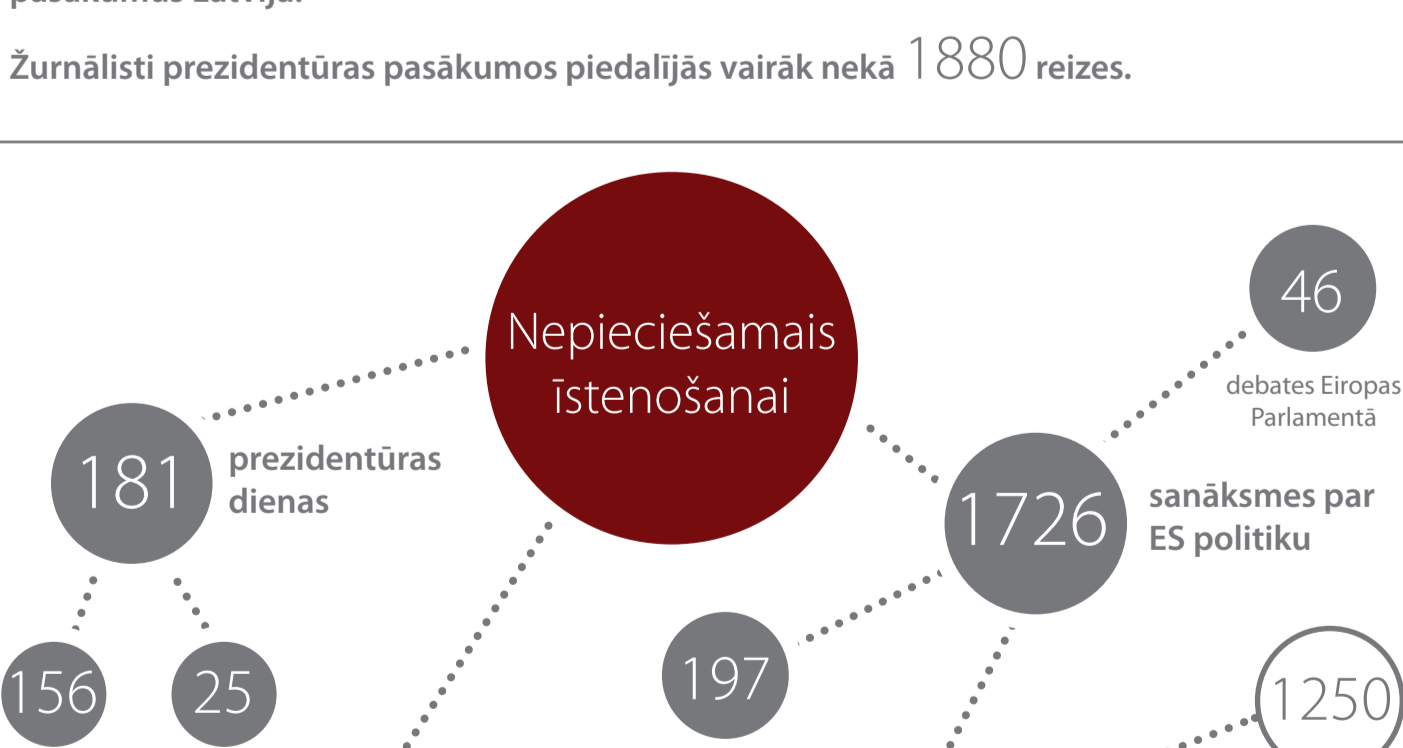 Žurnālisti prezidentūras pasākumos piedalījās vairāk nekā 1880 reizes.
Nepieciešamais
īstenošanai
46
debates Eiropas
Parlamentā
181
prezidentūras
dienas
1726
sanāksmes par
ES politiku
156
25
197
1250